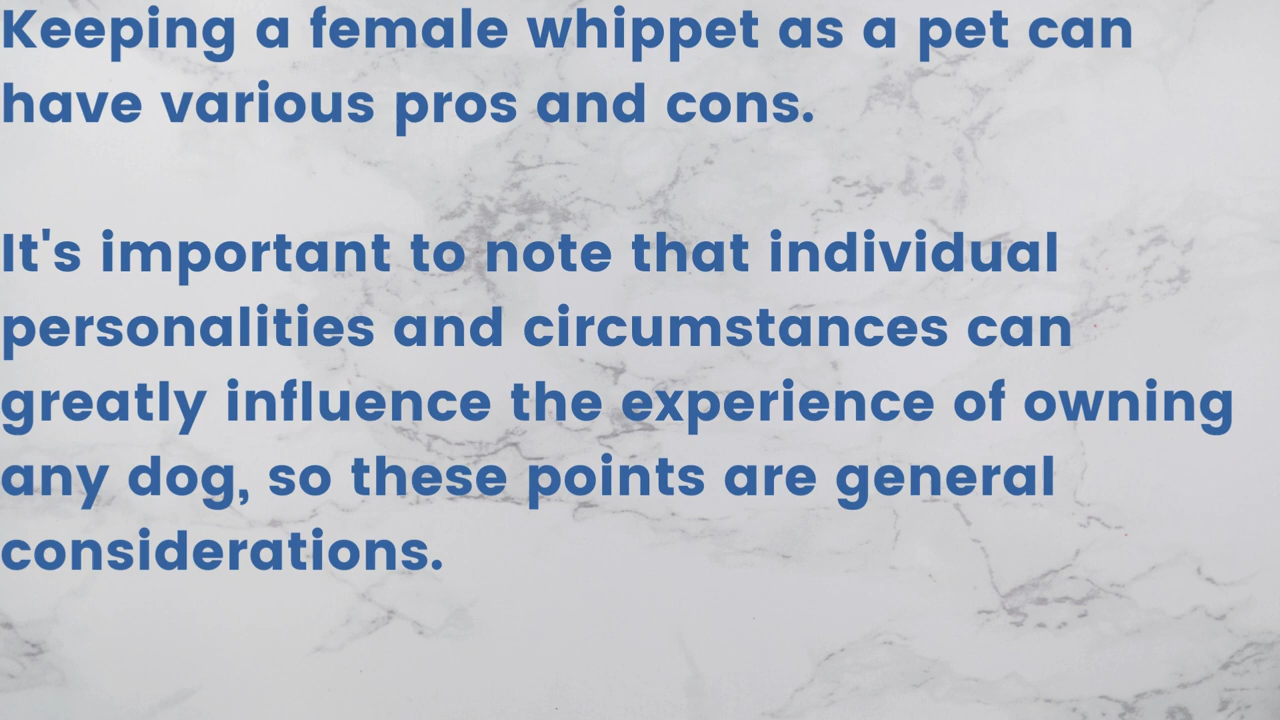 Keeping a female whippet as a pet can
have various pros and cons.
It's important to note that individual
personalities and circumstances can
greatly influence the experience of owning
any dog, so these points are general
considerations.